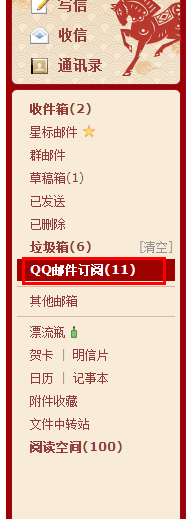 写信
收信
通讯录
收件箱(2)
星标邮件
群邮件
草稿箱(1)
已发送
已删除
垃圾箱(6) [清空]
QQ邮件订阅(11)
其他邮箱
漂流瓶
贺卡 | 明信片
日历 | 记事本
附件收藏
文件中转站
阅读空间(100)